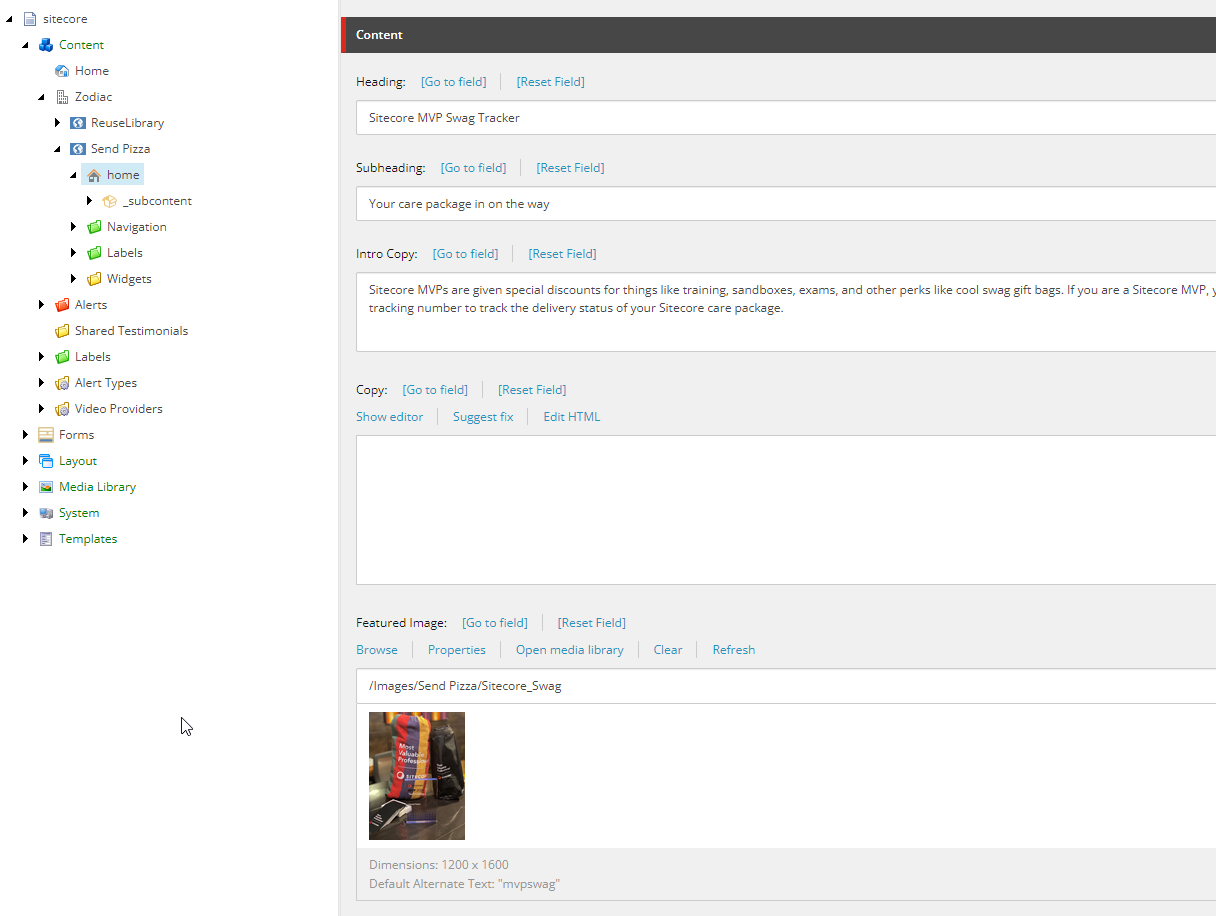 sitecore
Content
Home
Zodiac
ReuseLibrary
Send Pizza
home
_subcontent
Navigation
Labels
Widgets
Alerts
Shared Testimonials
Labels
Alert Types
Video Providers
Forms
Layout
Media Library
System
Templates
Content
Heading: [Go to field] [Reset Field]
Sitecore MVP Swag Tracker
Subheading: [Go to field] [Reset Field]
Your care package in on the way
Intro Copy: [Go to field] [Reset Field]
Sitecore MVPs are given special discounts for things like training, sandboxes, exams, and other perks like cool swag gift bags. If you are a Sitecore MVP,
tracking number to track the delivery status of your Sitecore care package.
Copy: [Go to field] [Reset Field]
Show editor Suggest fix Edit HTML
Featured Image: [Go to field] [Reset Field]
Browse Properties Open media library Clear Refresh
/Images/Send Pizza/Sitecore_Swag
Most
Valuable
Professional
SITECORE
Dimensions: 1200 x 1600
Default Alternate Text: "mvpswag"